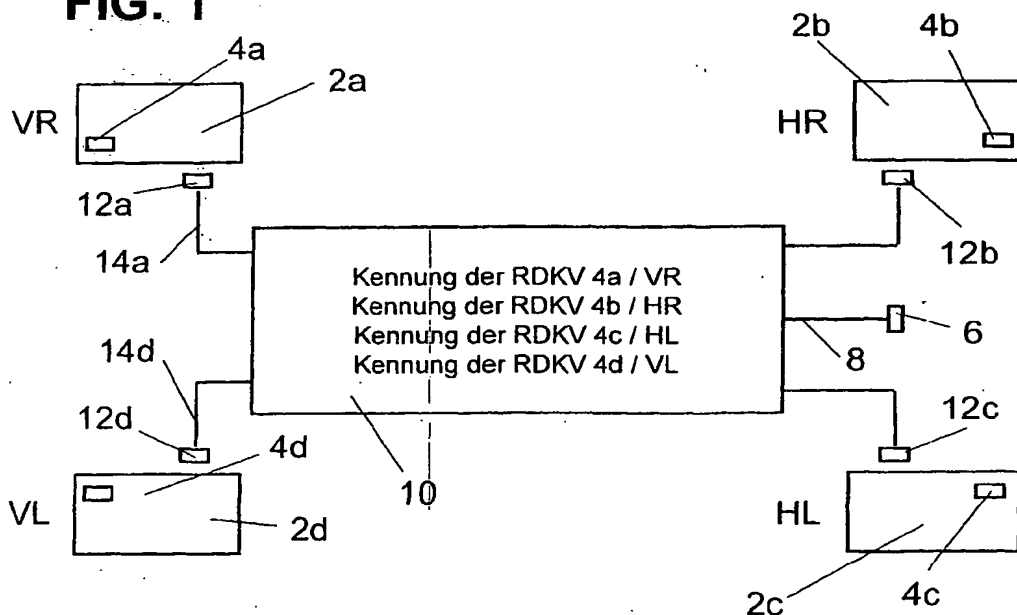 FIG. 1
4a
2a
VR
12a
14a
2b
4b
HR
12b
Kennung der RDKV 4a / VR
Kennung der RDKV 4b / HR
Kennung der RDKV 4c / HL
Kennung der RDKV 4d / VL
6
8
10
14d
12d
4d
VL
2d
12c
HL
2c
4c